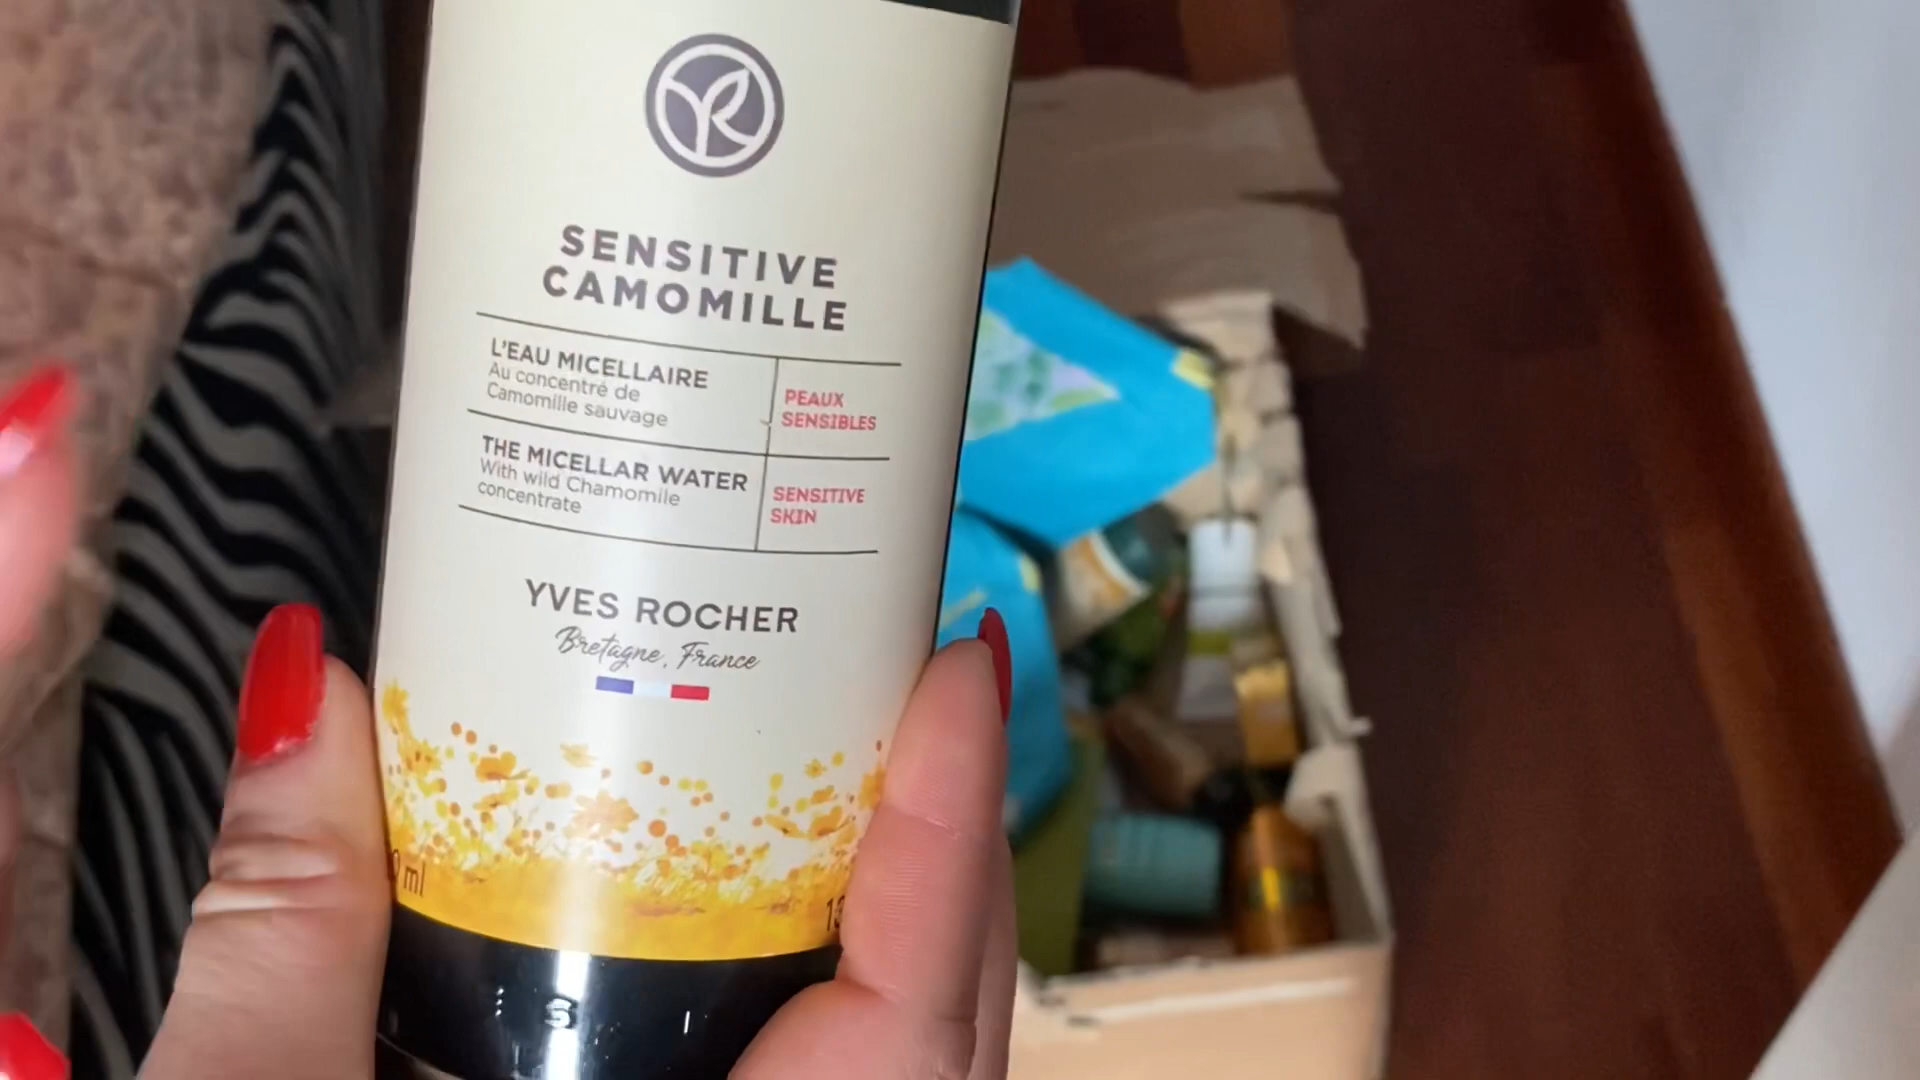 SENSITIVE
CAMOMILLE
L'EAU MICELLAIRE
Au concentré de
Camomille sauvage
PEAUX
SENSIBLES
THE MICELLAR WATER
With wild Chamomile
concentrate
SENSITIVE
SKIN
YVES ROCHER
Bretagne, France
ml